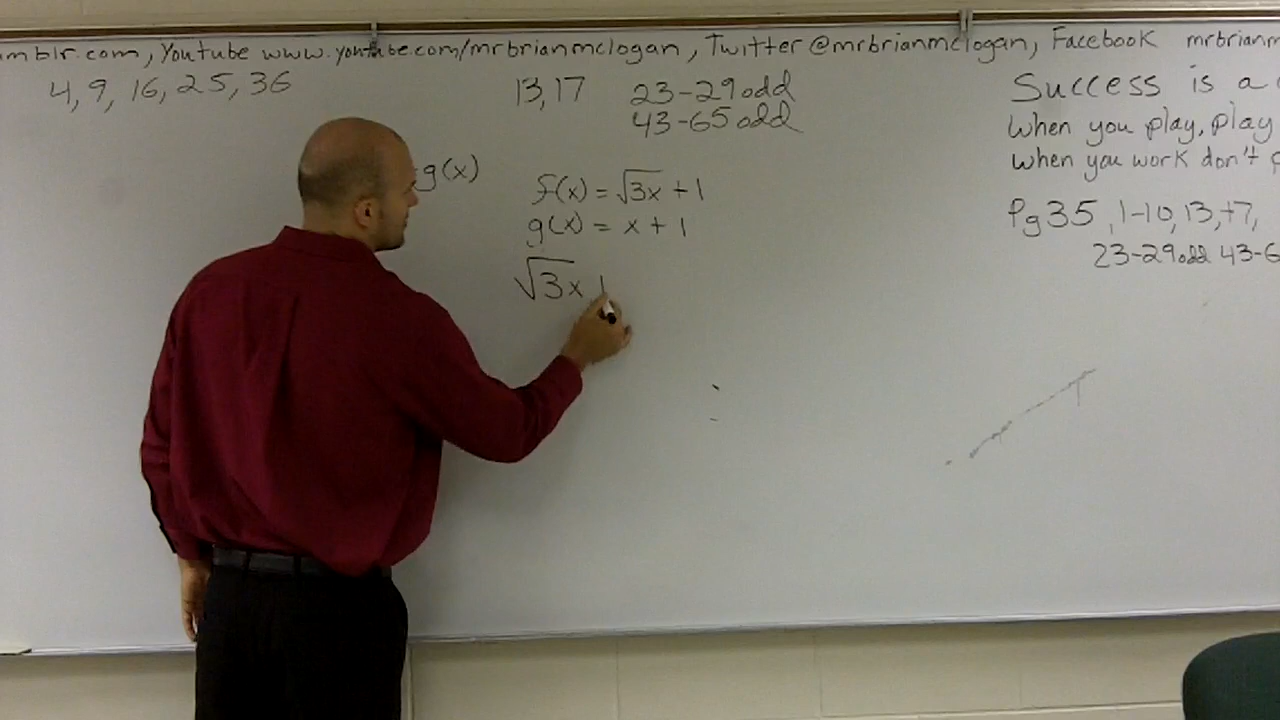 mblr.com, Youtube www.youtube.com/mrbrianmclogan, Twitter @mrbrianmclogan, Facebook mrbrianm
4, 9, 16, 25, 36
13, 17 23-29 odd
43-65 odd
Success is a
When you play, play
when you work don't
g(x)
f(x) = √3x + 1
g(x) = x + 1
√3x
Pg 35, 1-10, 13, 17,
23-29 odd 43-6